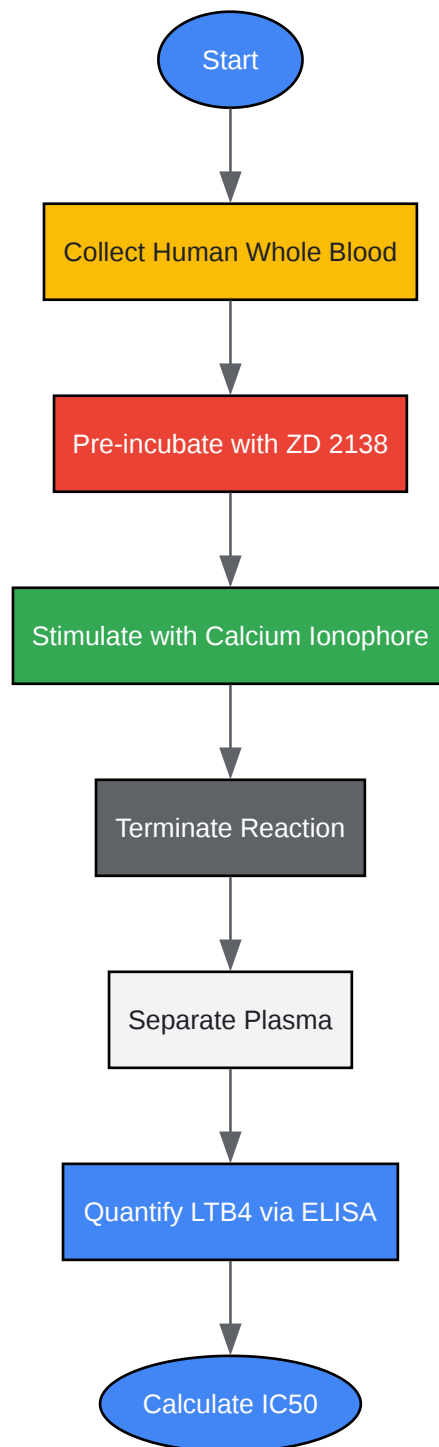 Start
Collect Human Whole Blood
Pre-incubate with ZD 2138
Stimulate with Calcium Ionophore
Terminate Reaction
Separate Plasma
Quantify LTB4 via ELISA
Calculate IC50